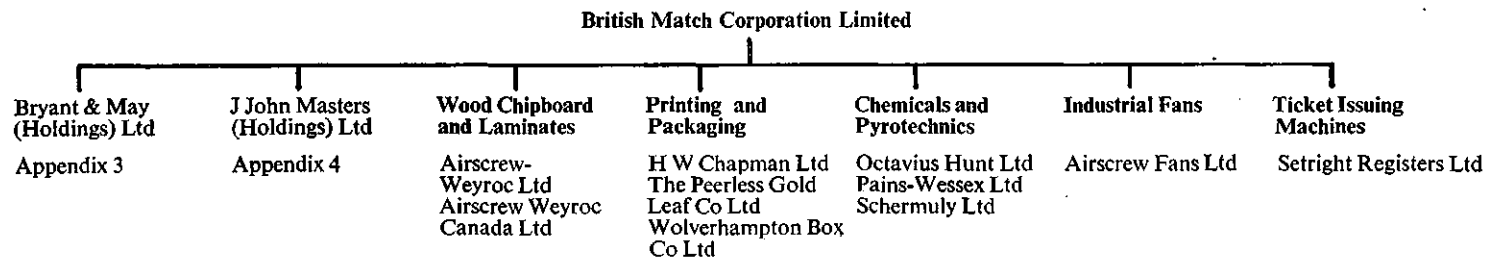 British Match Corporation Limited
Bryant & May
(Holdings) Ltd
Appendix 3
J John Masters
(Holdings) Ltd
Appendix 4
Wood Chipboard
and Laminates
Airscrew-
Weyroc Ltd
Airscrew Weyroc
Canada Ltd
Printing and
Packaging
H W Chapman Ltd
The Peerless Gold
Leaf Co Ltd
Wolverhampton Box
Co Ltd
Chemicals and
Pyrotechnics
Octavius Hunt Ltd
Pains-Wessex Ltd
Schermuly Ltd
Industrial Fans
Airscrew Fans Ltd
Ticket Issuing
Machines
Setright Registers Ltd